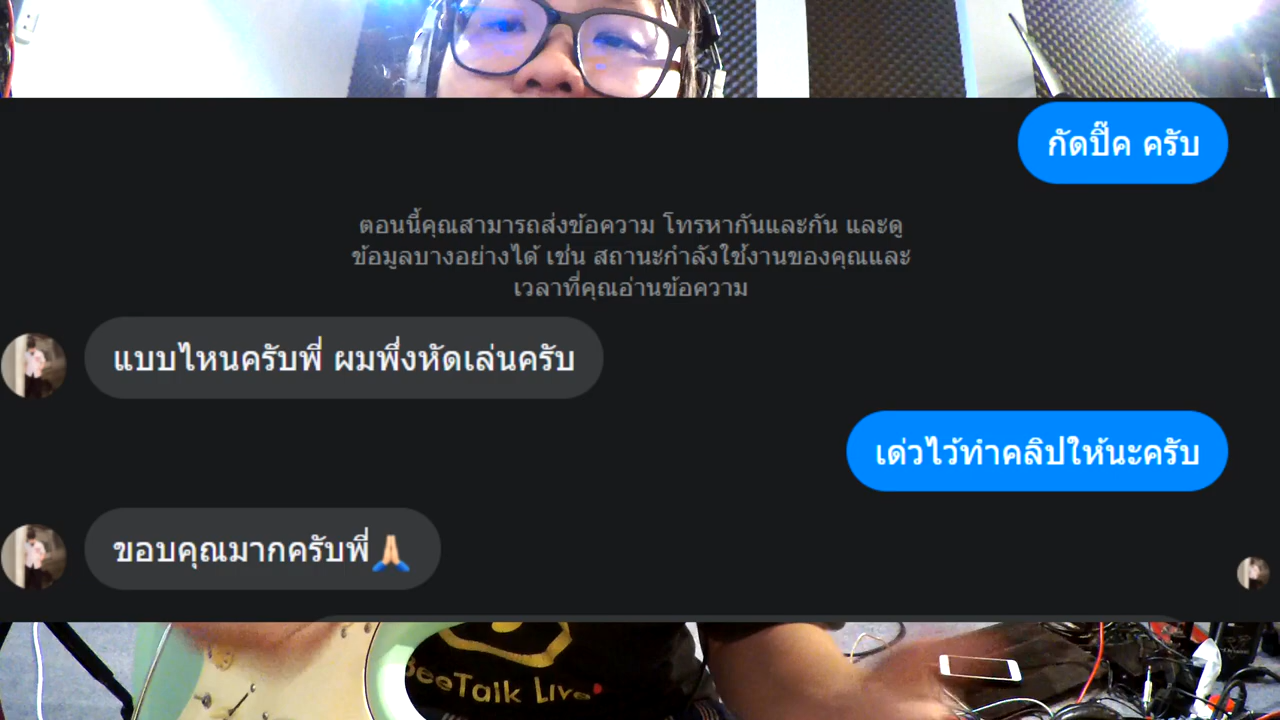 กัดปิ๊ค ครับ
ตอนนี้คุณสามารถส่งข้อความ โทรหากันและกัน และดู
ข้อมูลบางอย่างได้ เช่น สถานะกำลังใช้งานของคุณและ
เวลาที่คุณอ่านข้อความ
แบบไหนครับพี่ ผมพึ่งหัดเล่นครับ
เด่วไว้ทำคลิปให้นะครับ
ขอบคุณมากครับพี่🙏🏼
BeeTalk Live